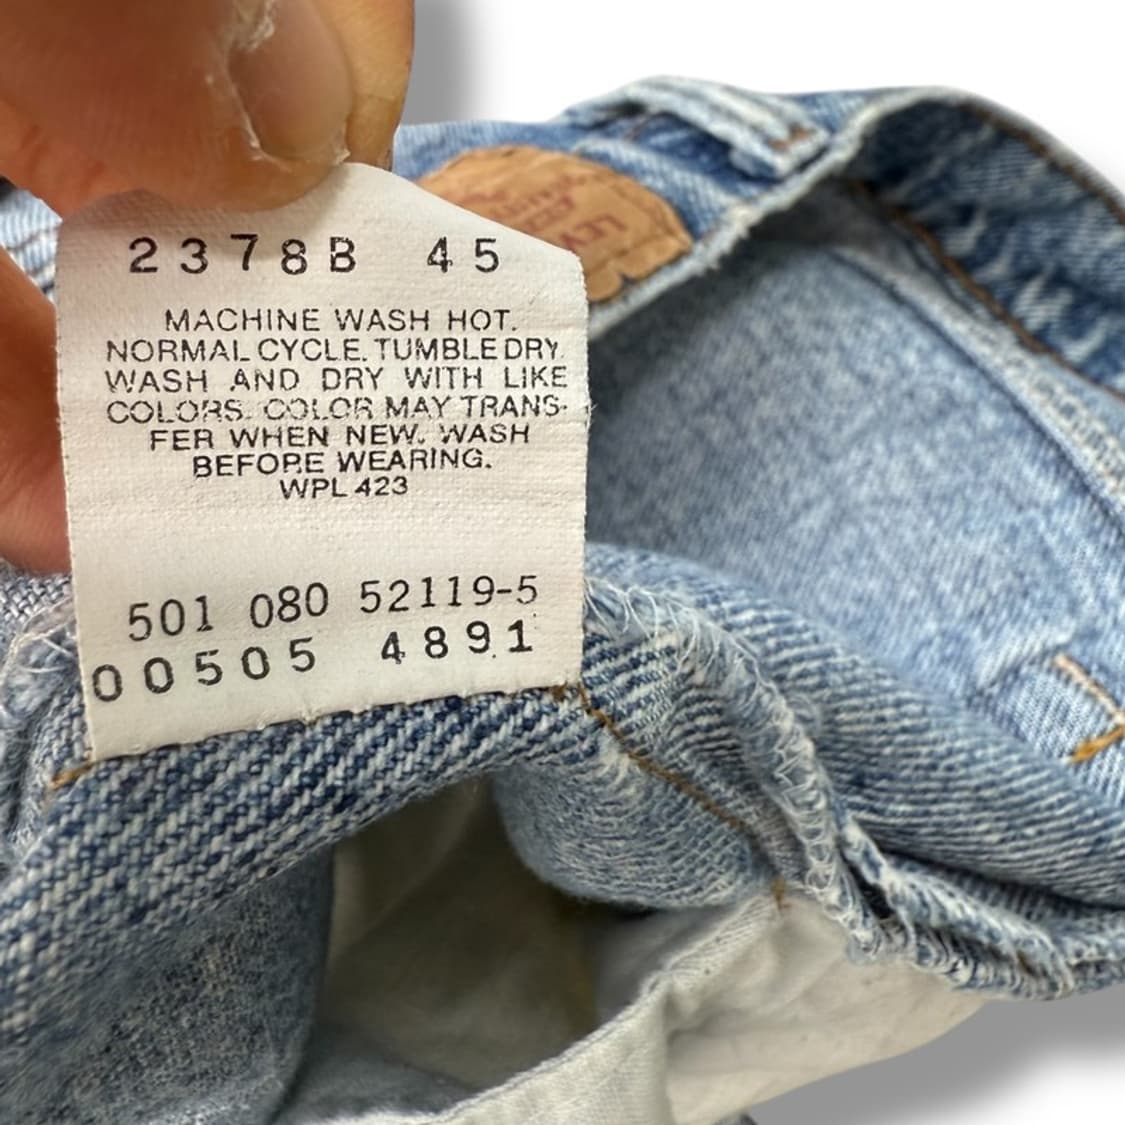 2378B 45
MACHINE WASH HOT.
NORMAL CYCLE. TUMBLE DRY.
WASH AND DRY WITH LIKE
COLORS. COLOR MAY TRANS-
FER WHEN NEW. WASH
BEFORE WEARING.
WPL 423
501 080 52119-5
00505 4891